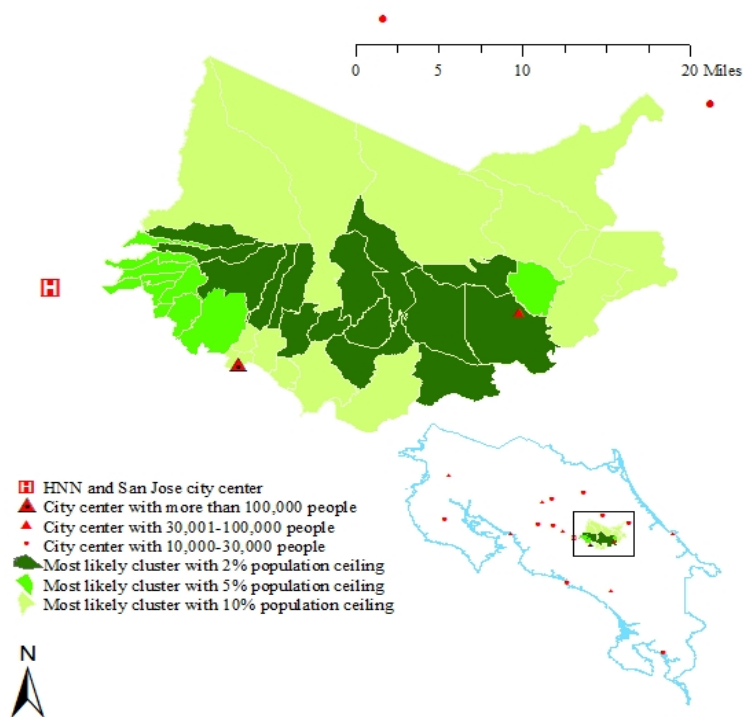 0 5 10 20 Miles
H
H HNN and San Jose city center
City center with more than 100,000 people
City center with 30,001-100,000 people
City center with 10,000-30,000 people
Most likely cluster with 2% population ceiling
Most likely cluster with 5% population ceiling
Most likely cluster with 10% population ceiling
N